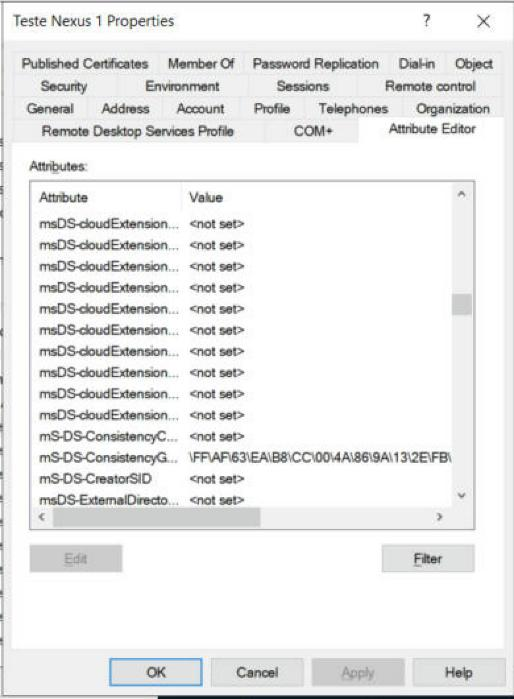 Teste Nexus 1 Properties ? ×
Published Certificates Member Of Password Replication Dial-in Object
Security Environment Sessions Remote control
General Address Account Profile Telephones Organization
Remote Desktop Services Profile COM+ Attribute Editor
Attributes:
Attribute Value
msDS-cloudExtension... <not set>
msDS-cloudExtension... <not set>
msDS-cloudExtension... <not set>
msDS-cloudExtension... <not set>
msDS-cloudExtension... <not set>
msDS-cloudExtension... <not set>
msDS-cloudExtension... <not set>
msDS-cloudExtension... <not set>
msDS-cloudExtension... <not set>
msDS-cloudExtension... <not set>
mS-DS-ConsistencyC... <not set>
mS-DS-ConsistencyG... \FF\AF\63\EA\B8\CC\00\4A\86\9A\13\2E\FB\
mS-DS-CreatorSID <not set>
msDS-ExternalDirecto... <not set>
Edit Filter
OK Cancel Apply Help